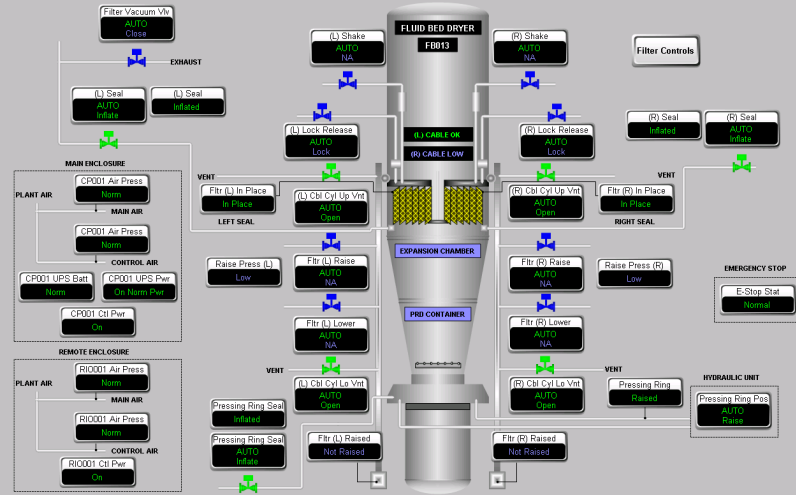 Filter Vacuum Vlv
AUTO
Close
EXHAUST
(L) Shake
AUTO
NA
FLUID BED DRYER
FB013
(R) Shake
AUTO
NA
Filter Controls
(L) Seal
AUTO
Inflate
(L) Seal
Inflated
(L) Lock Release
AUTO
Lock
(L) CABLE OK
(R) CABLE LOW
(R) Lock Release
AUTO
Lock
(R) Seal
Inflated
(R) Seal
AUTO
Inflate
MAIN ENCLOSURE
PLANT AIR
CP001 Air Press
Norm
MAIN AIR
CP001 Air Press
Norm
CONTROL AIR
CP001 UPS Batt
Norm
CP001 UPS Pwr
On Norm Pwr
CP001 Ctl Pwr
On
VENT
Fltr (L) In Place
In Place
LEFT SEAL
(L) Cbl Cyl Up Vnt
AUTO
Open
(R) Cbl Cyl Up Vnt
AUTO
Open
VENT
Fltr (R) In Place
In Place
RIGHT SEAL
EXPANSION CHAMBER
Raise Press (L)
Low
Fltr (L) Raise
AUTO
NA
Fltr (R) Raise
AUTO
NA
Raise Press (R)
Low
EMERGENCY STOP
E-Stop Stat
Normal
PRD CONTAINER
Fltr (L) Lower
AUTO
NA
Fltr (R) Lower
AUTO
NA
REMOTE ENCLOSURE
PLANT AIR
RIO001 Air Press
Norm
MAIN AIR
RIO001 Air Press
Norm
CONTROL AIR
RIO001 Ctl Pwr
On
VENT
(L) Cbl Cyl Lo Vnt
AUTO
Open
(R) Cbl Cyl Lo Vnt
AUTO
Open
VENT
Pressing Ring
Raised
HYDRAULIC UNIT
Pressing Ring Pos
AUTO
Raise
Pressing Ring Seal
Inflated
Pressing Ring Seal
AUTO
Inflate
Fltr (L) Raised
Not Raised
Fltr (R) Raised
Not Raised